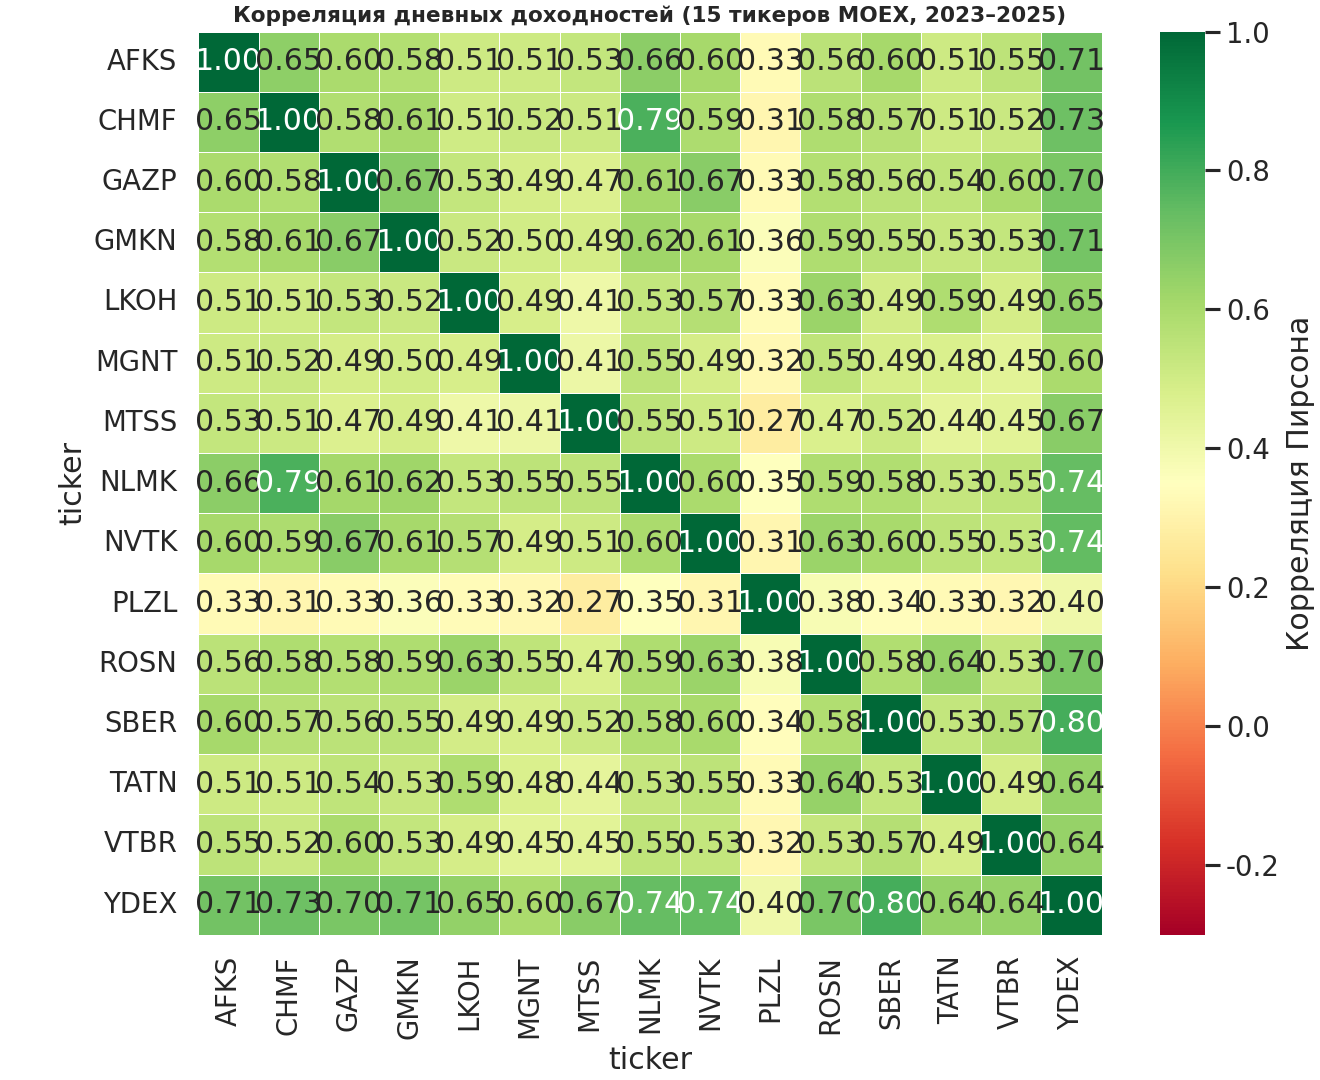 Корреляция дневных доходностей (15 тикеров MOEX, 2023–2025)
AFKS 1.00 0.65 0.60 0.58 0.51 0.51 0.53 0.66 0.60 0.33 0.56 0.60 0.51 0.55 0.71
CHMF 0.65 1.00 0.58 0.61 0.51 0.52 0.51 0.79 0.59 0.31 0.58 0.57 0.51 0.52 0.73
GAZP 0.60 0.58 1.00 0.67 0.53 0.49 0.47 0.61 0.67 0.33 0.58 0.56 0.54 0.60 0.70
GMKN 0.58 0.61 0.67 1.00 0.52 0.50 0.49 0.62 0.61 0.36 0.59 0.55 0.53 0.53 0.71
LKOH 0.51 0.51 0.53 0.52 1.00 0.49 0.41 0.53 0.57 0.33 0.63 0.49 0.59 0.49 0.65
MGNT 0.51 0.52 0.49 0.50 0.49 1.00 0.41 0.55 0.49 0.32 0.55 0.49 0.48 0.45 0.60
MTSS 0.53 0.51 0.47 0.49 0.41 0.41 1.00 0.55 0.51 0.27 0.47 0.52 0.44 0.45 0.67
NLMK 0.66 0.79 0.61 0.62 0.53 0.55 0.55 1.00 0.60 0.35 0.59 0.58 0.53 0.55 0.74
NVTK 0.60 0.59 0.67 0.61 0.57 0.49 0.51 0.60 1.00 0.31 0.63 0.60 0.55 0.53 0.74
PLZL 0.33 0.31 0.33 0.36 0.33 0.32 0.27 0.35 0.31 1.00 0.38 0.34 0.33 0.32 0.40
ROSN 0.56 0.58 0.58 0.59 0.63 0.55 0.47 0.59 0.63 0.38 1.00 0.58 0.64 0.53 0.70
SBER 0.60 0.57 0.56 0.55 0.49 0.49 0.52 0.58 0.60 0.34 0.58 1.00 0.53 0.57 0.80
TATN 0.51 0.51 0.54 0.53 0.59 0.48 0.44 0.53 0.55 0.33 0.64 0.53 1.00 0.49 0.64
VTBR 0.55 0.52 0.60 0.53 0.49 0.45 0.45 0.55 0.53 0.32 0.53 0.57 0.49 1.00 0.64
YDEX 0.71 0.73 0.70 0.71 0.65 0.60 0.67 0.74 0.74 0.40 0.70 0.80 0.64 0.64 1.00
AFKS CHMF GAZP GMKN LKOH MGNT MTSS NLMK NVTK PLZL ROSN SBER TATN VTBR YDEX
ticker
ticker
1.0
0.8
0.6
0.4
0.2
0.0
-0.2
Корреляция Пирсона